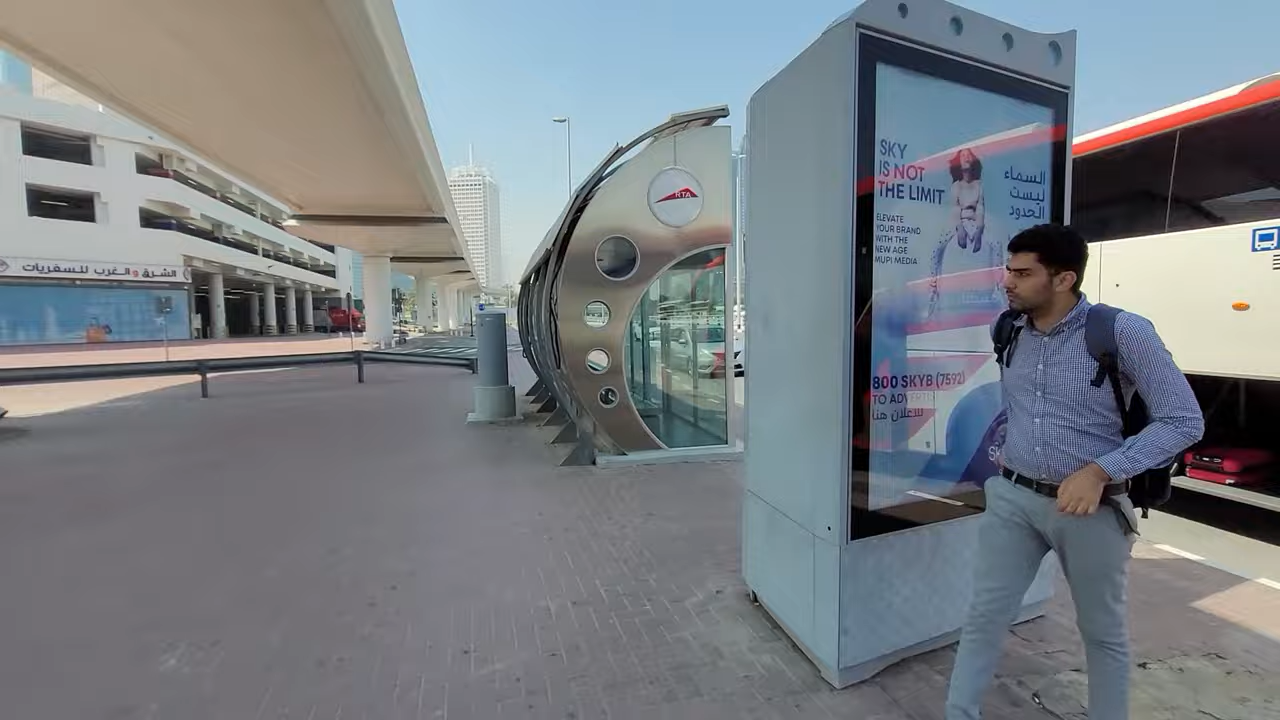 الشرق والغرب للسفريات
RTA
SKY
IS NOT
THE LIMIT
السماء
ليست
الحدود
ELEVATE
YOUR BRAND
WITH THE
NEW AGE
MUPI MEDIA
800 SKYB (7592)
TO ADVERTISE
للاعلان هنا